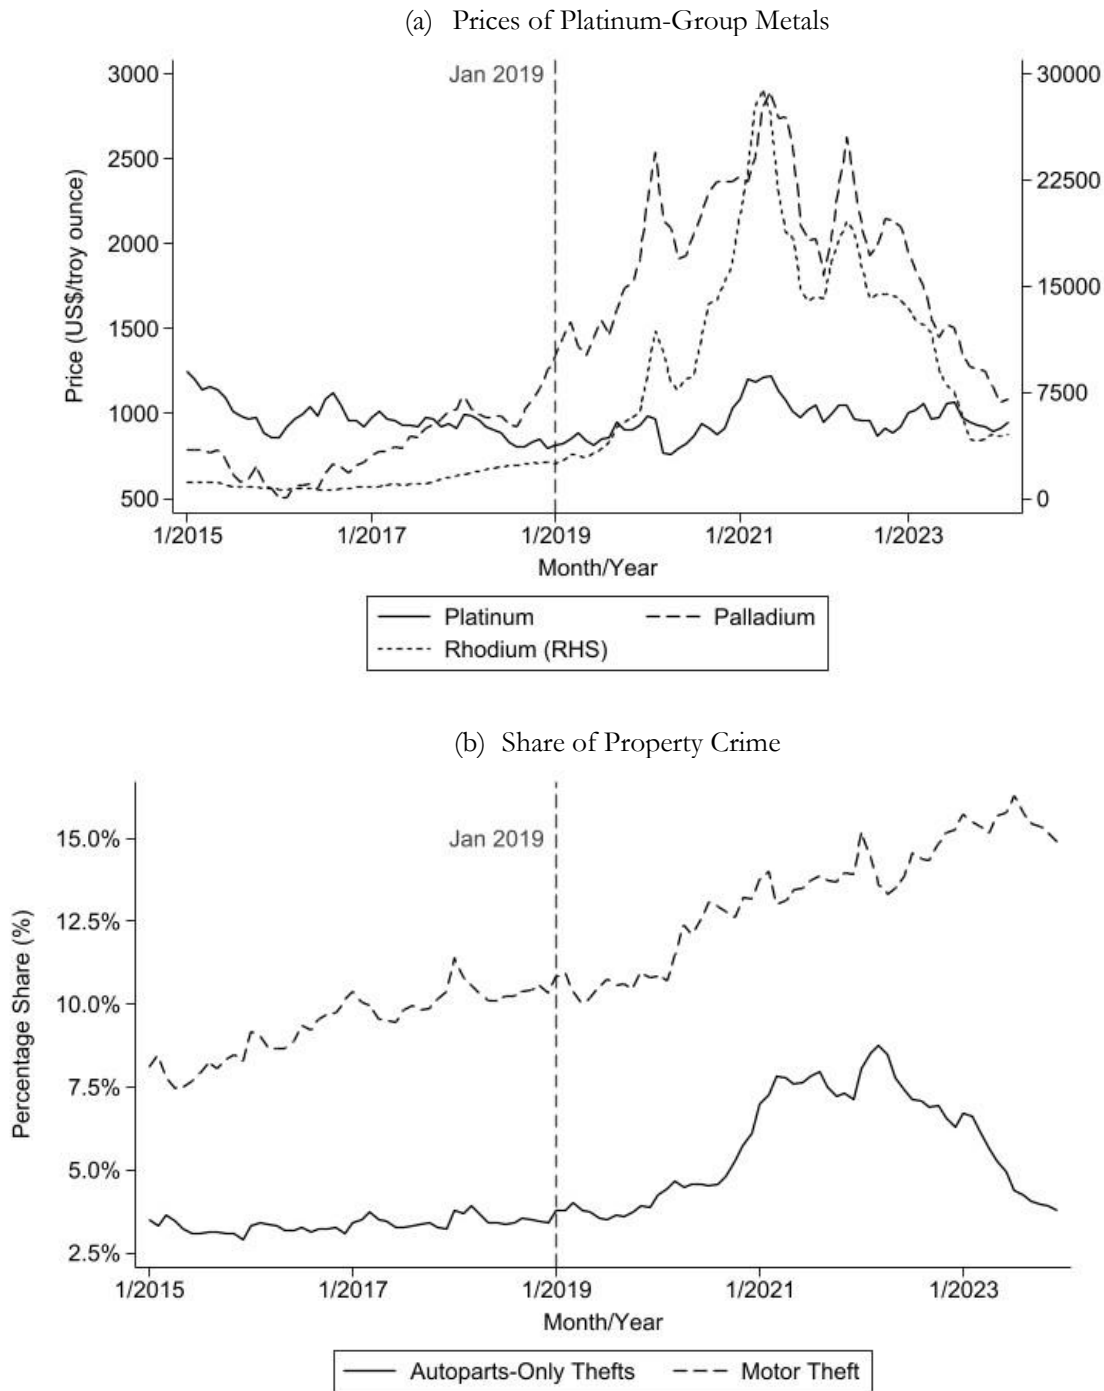 (a) Prices of Platinum-Group Metals
Jan 2019
3000
2500
2000
1500
1000
500
Price (US$/troy ounce)
30000
22500
15000
7500
0
1/2015 1/2017 1/2019 1/2021 1/2023
Month/Year
Platinum Palladium
Rhodium (RHS)
(b) Share of Property Crime
Jan 2019
15.0%
12.5%
10.0%
7.5%
5.0%
2.5%
Percentage Share (%)
1/2015 1/2017 1/2019 1/2021 1/2023
Month/Year
Autoparts-Only Thefts Motor Theft